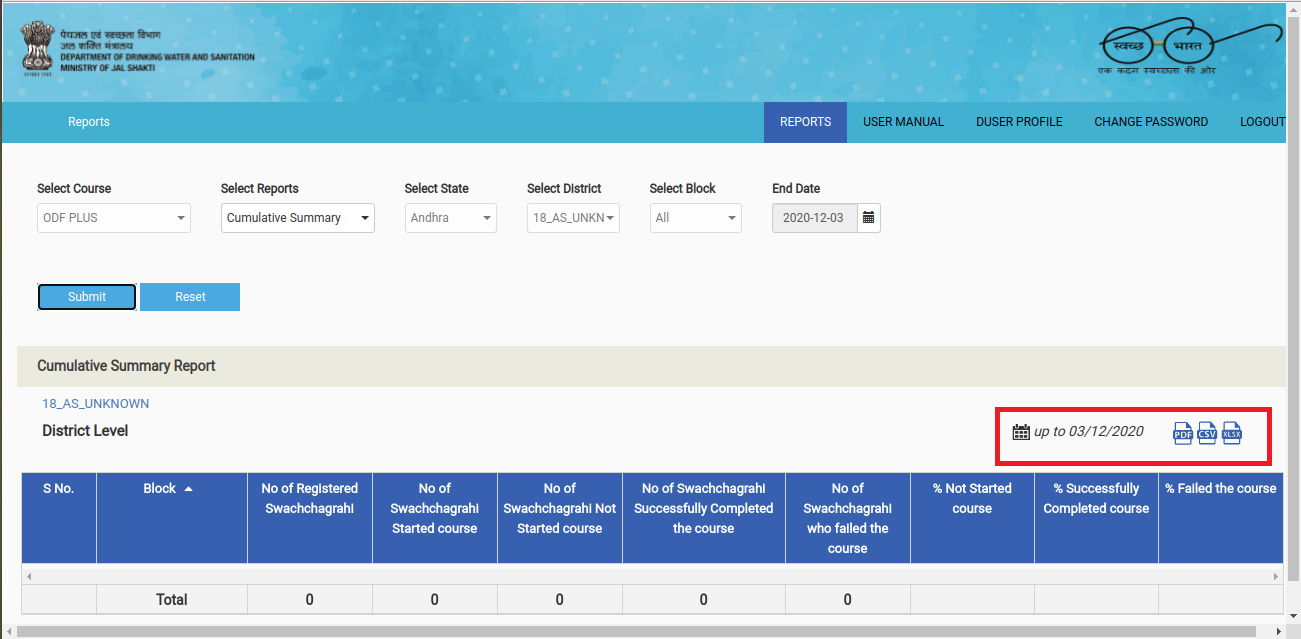 पेयजल एवं स्वच्छता विभाग
जल शक्ति मंत्रालय
DEPARTMENT OF DRINKING WATER AND SANITATION
MINISTRY OF JAL SHAKTI
स्वच्छ भारत
एक कदम स्वच्छता की ओर
Reports
REPORTS
USER MANUAL
DUSER PROFILE
CHANGE PASSWORD
LOGOUT
Select Course
Select Reports
Select State
Select District
Select Block
End Date
ODF PLUS
Cumulative Summary
Andhra
18_AS_UNKN
All
2020-12-03
Submit
Reset
Cumulative Summary Report
18_AS_UNKNOWN
District Level
up to 03/12/2020
PDF
CSV
XLSX
S No.
Block
No of Registered
Swachchagrahi
No of
Swachchagrahi
Started course
No of
Swachchagrahi Not
Started course
No of Swachchagrahi
Successfully Completed
the course
No of
Swachchagrahi
who failed the
course
% Not Started
course
% Successfully
Completed course
% Failed the course
Total
0
0
0
0
0